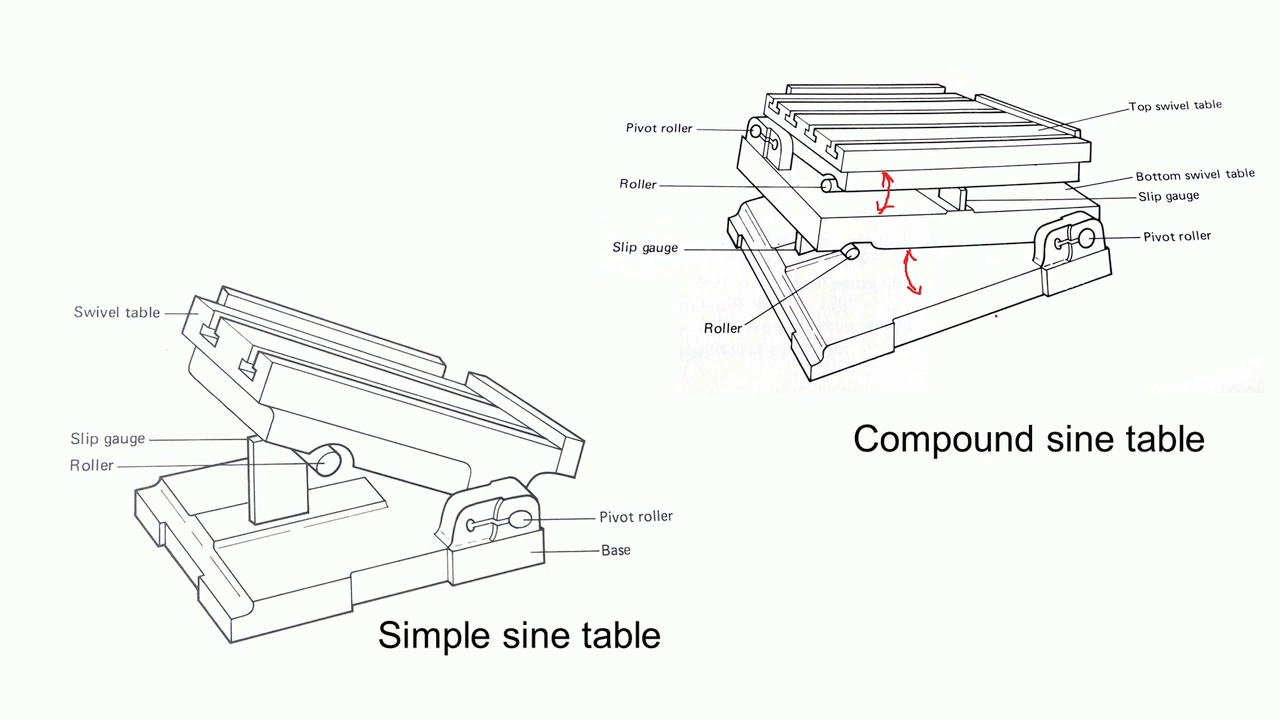 Top swivel table
Pivot roller
Bottom swivel table
Roller
Slip gauge
Pivot roller
Slip gauge
Roller
Compound sine table
Swivel table
Slip gauge
Roller
Pivot roller
Base
Simple sine table